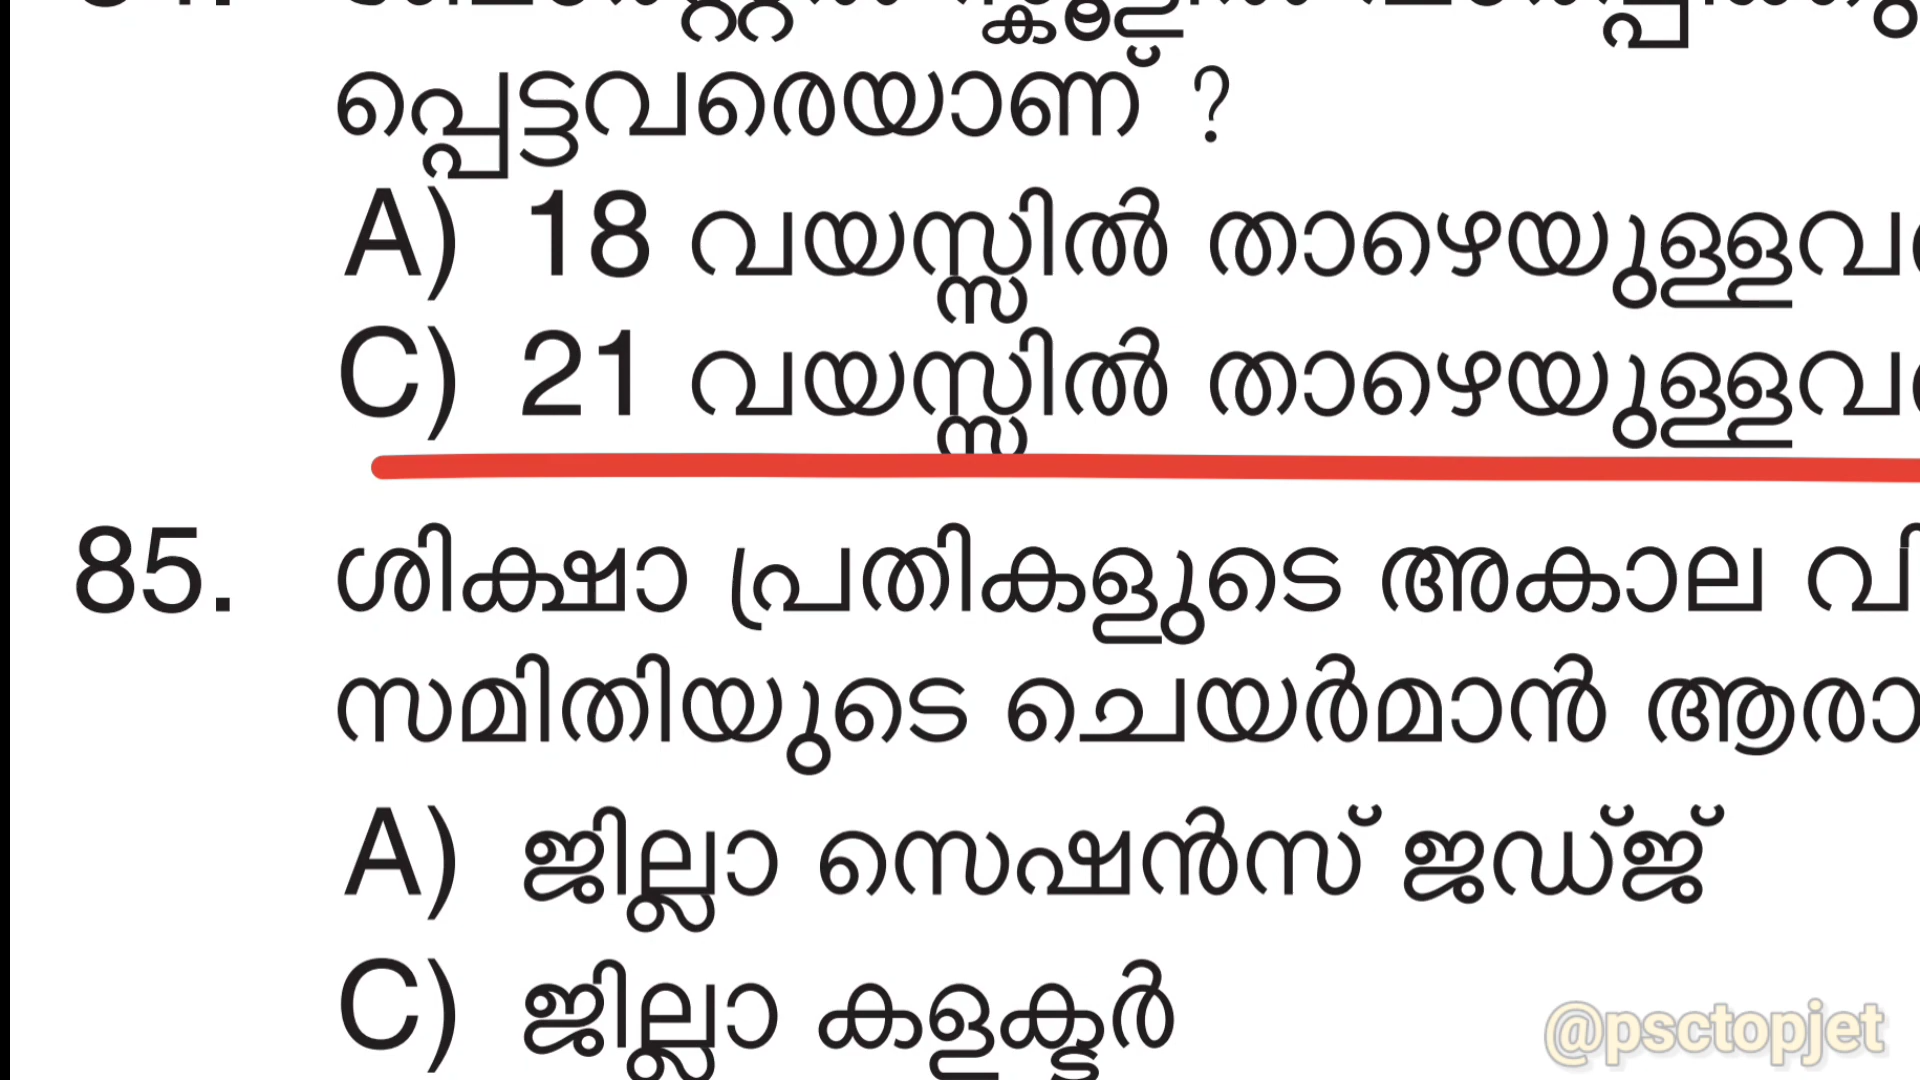 പ്പെട്ടവരെയാണ് ?
A) 18 വയസ്സിൽ താഴെയുള്ളവ
C) 21 വയസ്സിൽ താഴെയുള്ളവ
85. ശിക്ഷാ പ്രതികളുടെ അകാല വി
സമിതിയുടെ ചെയർമാൻ ആരാ
A) ജില്ലാ സെഷൻസ് ജഡ്ജ്
C) ജില്ലാ കളക്ടർ
@psctopjet